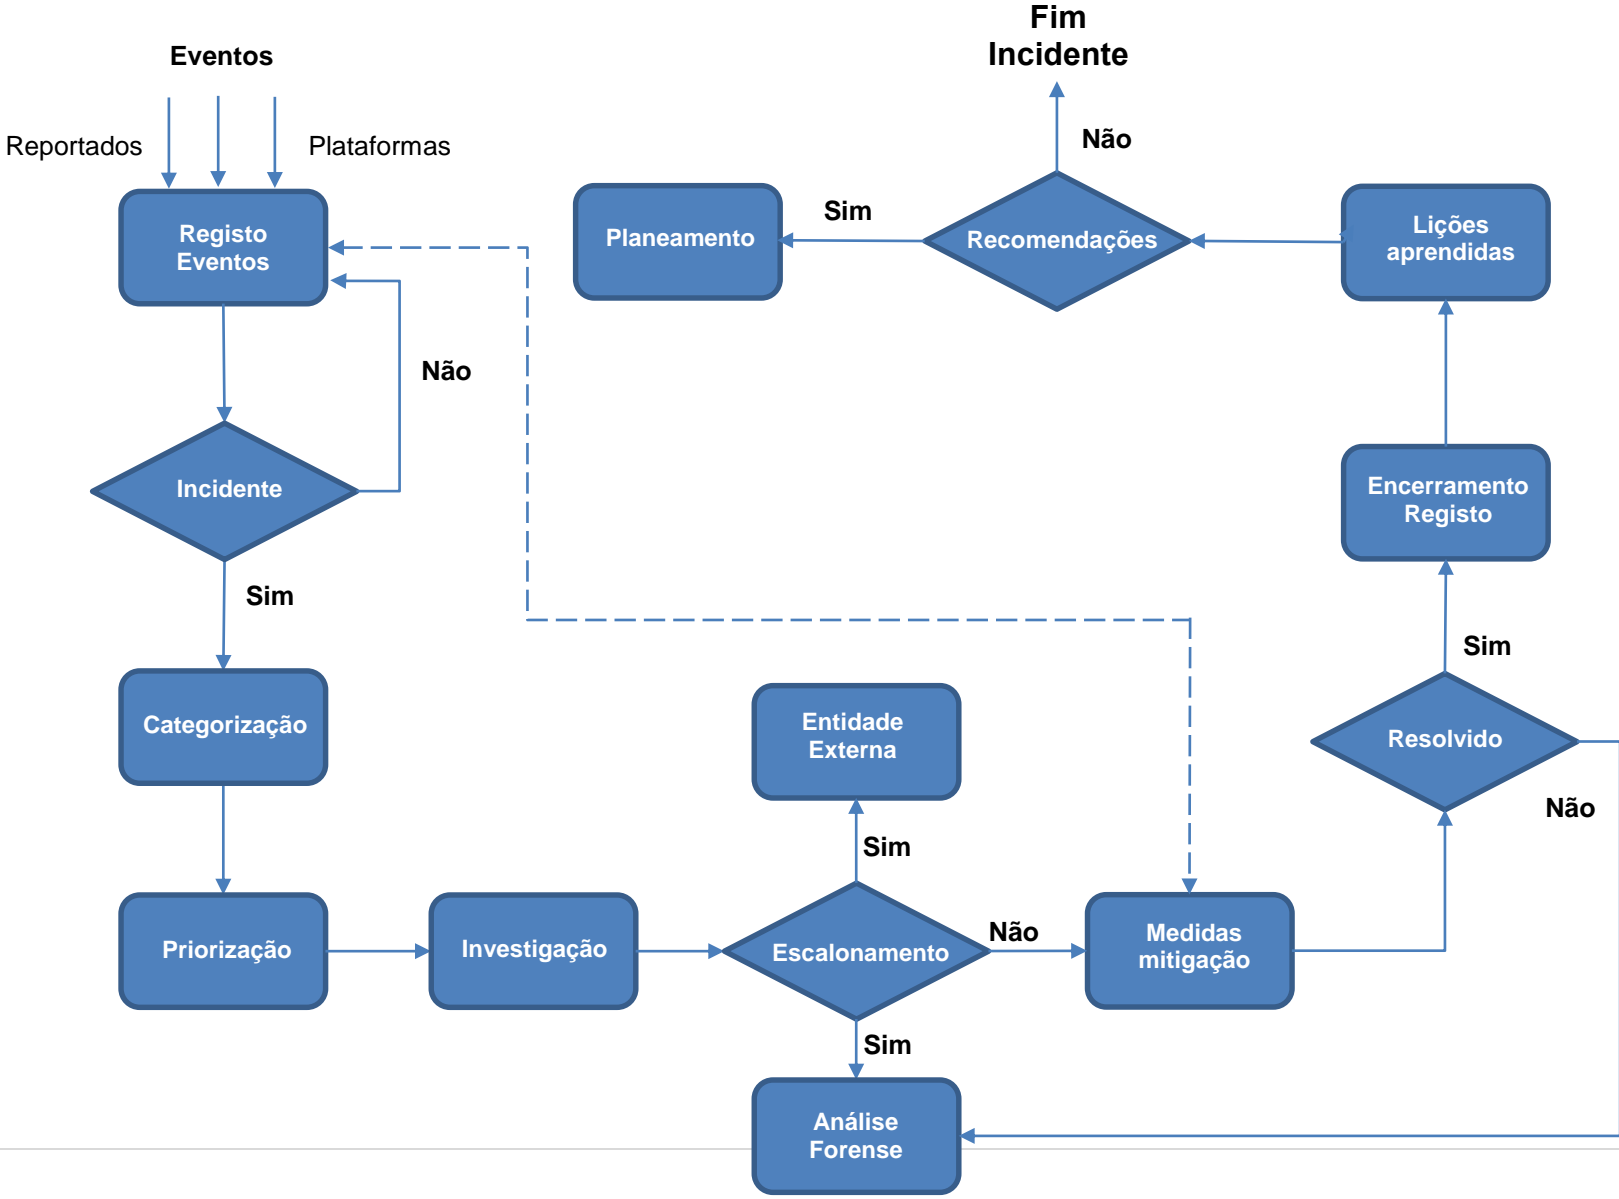 Fim
Incidente
Eventos
Reportados
Plataformas
Não
Registo
Eventos
Planeamento
Sim
Recomendações
Lições
aprendidas
Não
Incidente
Encerramento
Registo
Sim
Sim
Categorização
Entidade
Externa
Resolvido
Não
Sim
Priorização
Investigação
Escalonamento
Não
Medidas
mitigação
Sim
Análise
Forense